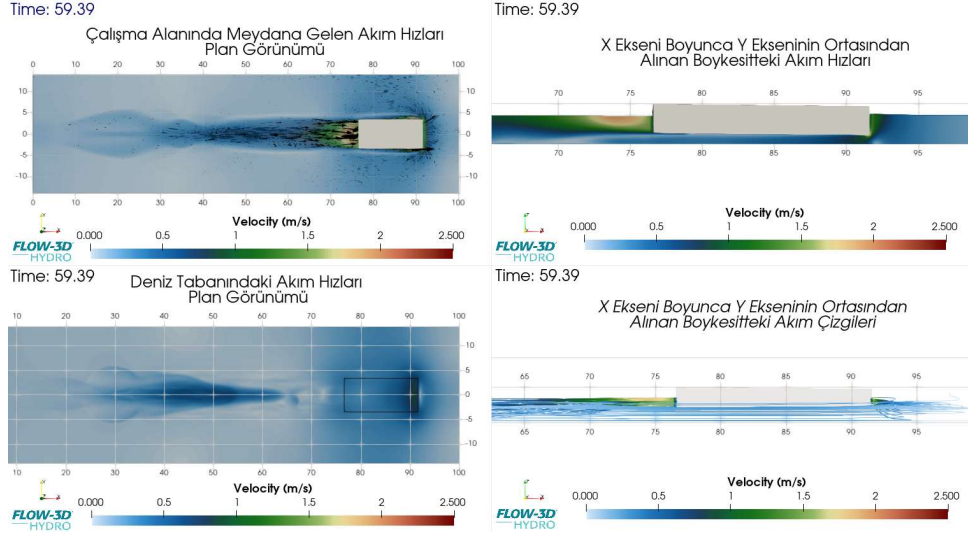 Time: 59.39
Çalışma Alanında Meydana Gelen Akım Hızları
Plan Görünümü
0 10 20 30 40 50 60 70 80 90 100
10 10
5 5
0 0
-5 -5
-10 -10
0 10 20 30 40 50 60 70 80 90 100
Velocity (m/s)
0.000 0.5 1 1.5 2 2.500
FLOW-3D
HYDRO
Time: 59.39
X Ekseni Boyunca Y Ekseninin Ortasından
Alınan Boykesitteki Akım Hızları
70 75 80 85 90 95
70 75 80 85 90 95
Velocity (m/s)
0.000 0.5 1 1.5 2 2.500
FLOW-3D
HYDRO
Time: 59.39
Deniz Tabanındaki Akım Hızları
Plan Görünümü
10 20 30 40 50 60 70 80 90 100
10
5
0
-5
-10
10 20 30 40 50 60 70 80 90 100
Velocity (m/s)
0.000 0.5 1 1.5 2 2.500
FLOW-3D
HYDRO
Time: 59.39
X Ekseni Boyunca Y Ekseninin Ortasından
Alınan Boykesitteki Akım Çizgileri
65 70 75 80 85 90 95
65 70 75 80 85 90 95
Velocity (m/s)
0.000 0.5 1 1.5 2 2.500
FLOW-3D
HYDRO